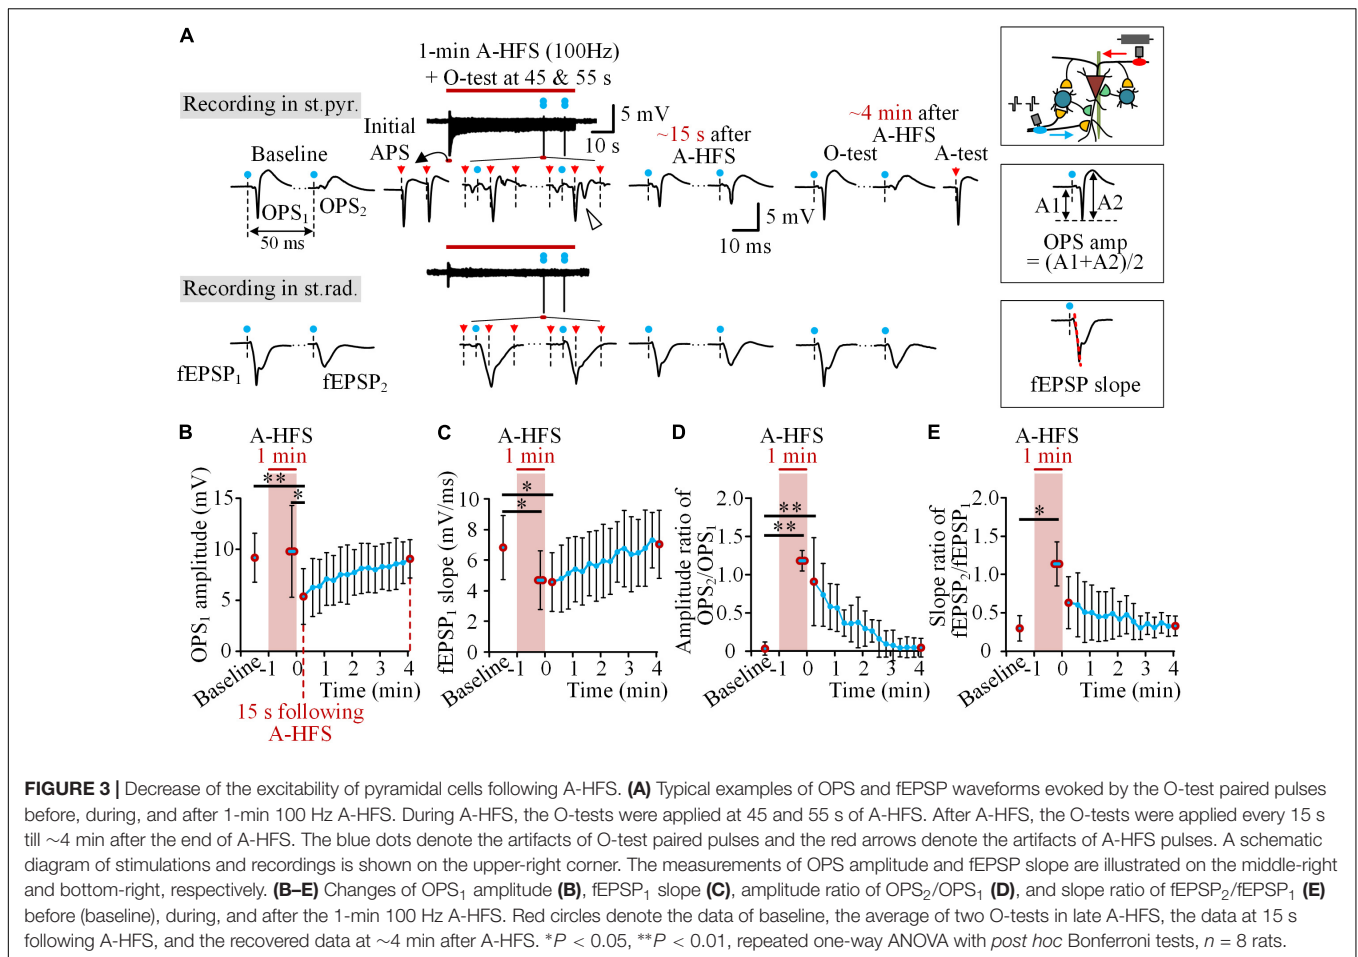 A
1-min A-HFS (100Hz)
+ O-test at 45 & 55 s
Recording in st.pyr.
5 mV
10 s
Initial
APS
~15 s after
A-HFS
~4 min after
A-HFS
Baseline
O-test
A-test
OPS1
OPS2
50 ms
5 mV
10 ms
A1
A2
OPS amp
= (A1+A2)/2
Recording in st.rad.
fEPSP1
fEPSP2
fEPSP slope
B
A-HFS
1 min
**
*
OPS1 amplitude (mV)
15
10
5
0
Baseline
-1
0
1
2
3
4
Time (min)
15 s following
A-HFS
C
A-HFS
1 min
*
*
fEPSP1 slope (mV/ms)
10
8
6
4
2
0
Baseline
-1
0
1
2
3
4
Time (min)
D
A-HFS
1 min
**
**
Amplitude ratio of
OPS2/OPS1
2.0
1.5
1.0
0.5
0
Baseline
-1
0
1
2
3
4
Time (min)
E
A-HFS
1 min
*
Slope ratio of
fEPSP2/fEPSP1
2.0
1.5
1.0
0.5
0
Baseline
-1
0
1
2
3
4
Time (min)
FIGURE 3 | Decrease of the excitability of pyramidal cells following A-HFS. (A) Typical examples of OPS and fEPSP waveforms evoked by the O-test paired pulses
before, during, and after 1-min 100 Hz A-HFS. During A-HFS, the O-tests were applied at 45 and 55 s of A-HFS. After A-HFS, the O-tests were applied every 15 s
till ~4 min after the end of A-HFS. The blue dots denote the artifacts of O-test paired pulses and the red arrows denote the artifacts of A-HFS pulses. A schematic
diagram of stimulations and recordings is shown on the upper-right corner. The measurements of OPS amplitude and fEPSP slope are illustrated on the middle-right
and bottom-right, respectively. (B–E) Changes of OPS1 amplitude (B), fEPSP1 slope (C), amplitude ratio of OPS2/OPS1 (D), and slope ratio of fEPSP2/fEPSP1 (E)
before (baseline), during, and after the 1-min 100 Hz A-HFS. Red circles denote the data of baseline, the average of two O-tests in late A-HFS, the data at 15 s
following A-HFS, and the recovered data at ~4 min after A-HFS. *P < 0.05, **P < 0.01, repeated one-way ANOVA with post hoc Bonferroni tests, n = 8 rats.